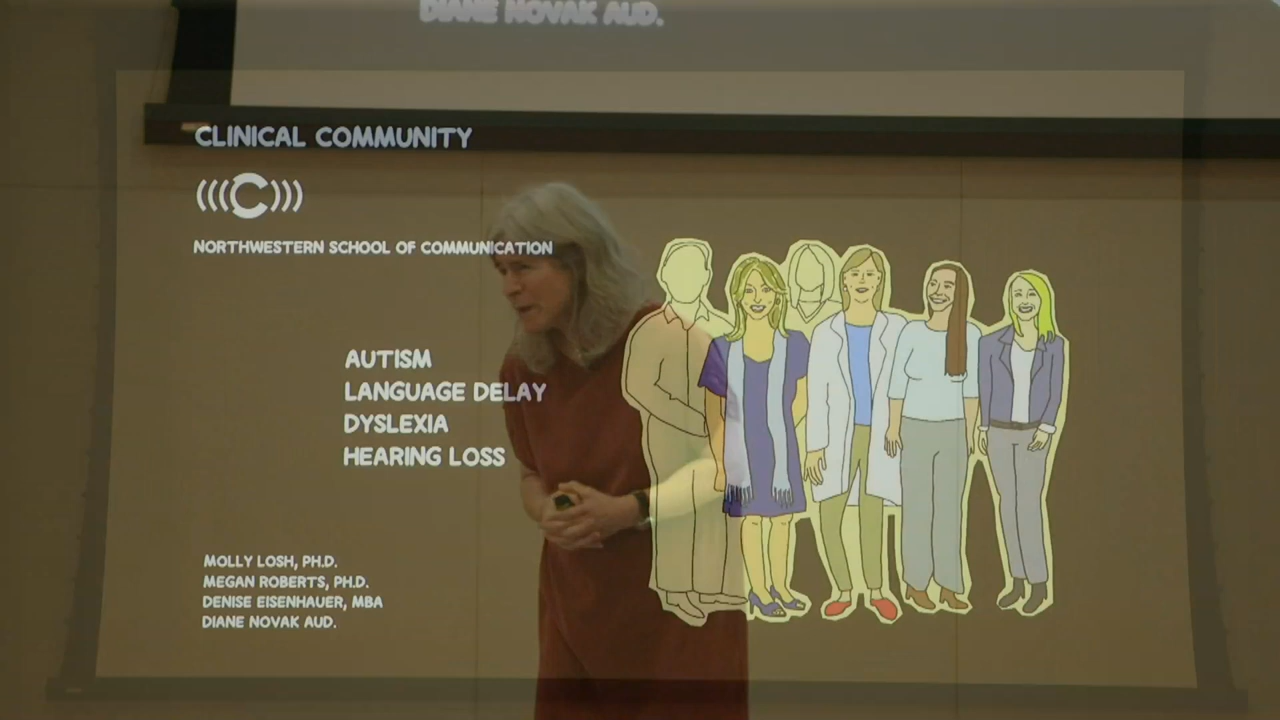 DIANE NOVAK AUD.
CLINICAL COMMUNITY
(((C)))
NORTHWESTERN SCHOOL OF COMMUNICATION
AUTISM
LANGUAGE DELAY
DYSLEXIA
HEARING LOSS
MOLLY LOSH, PH.D.
MEGAN ROBERTS, PH.D.
DENISE EISENHAUER, MBA
DIANE NOVAK AUD.